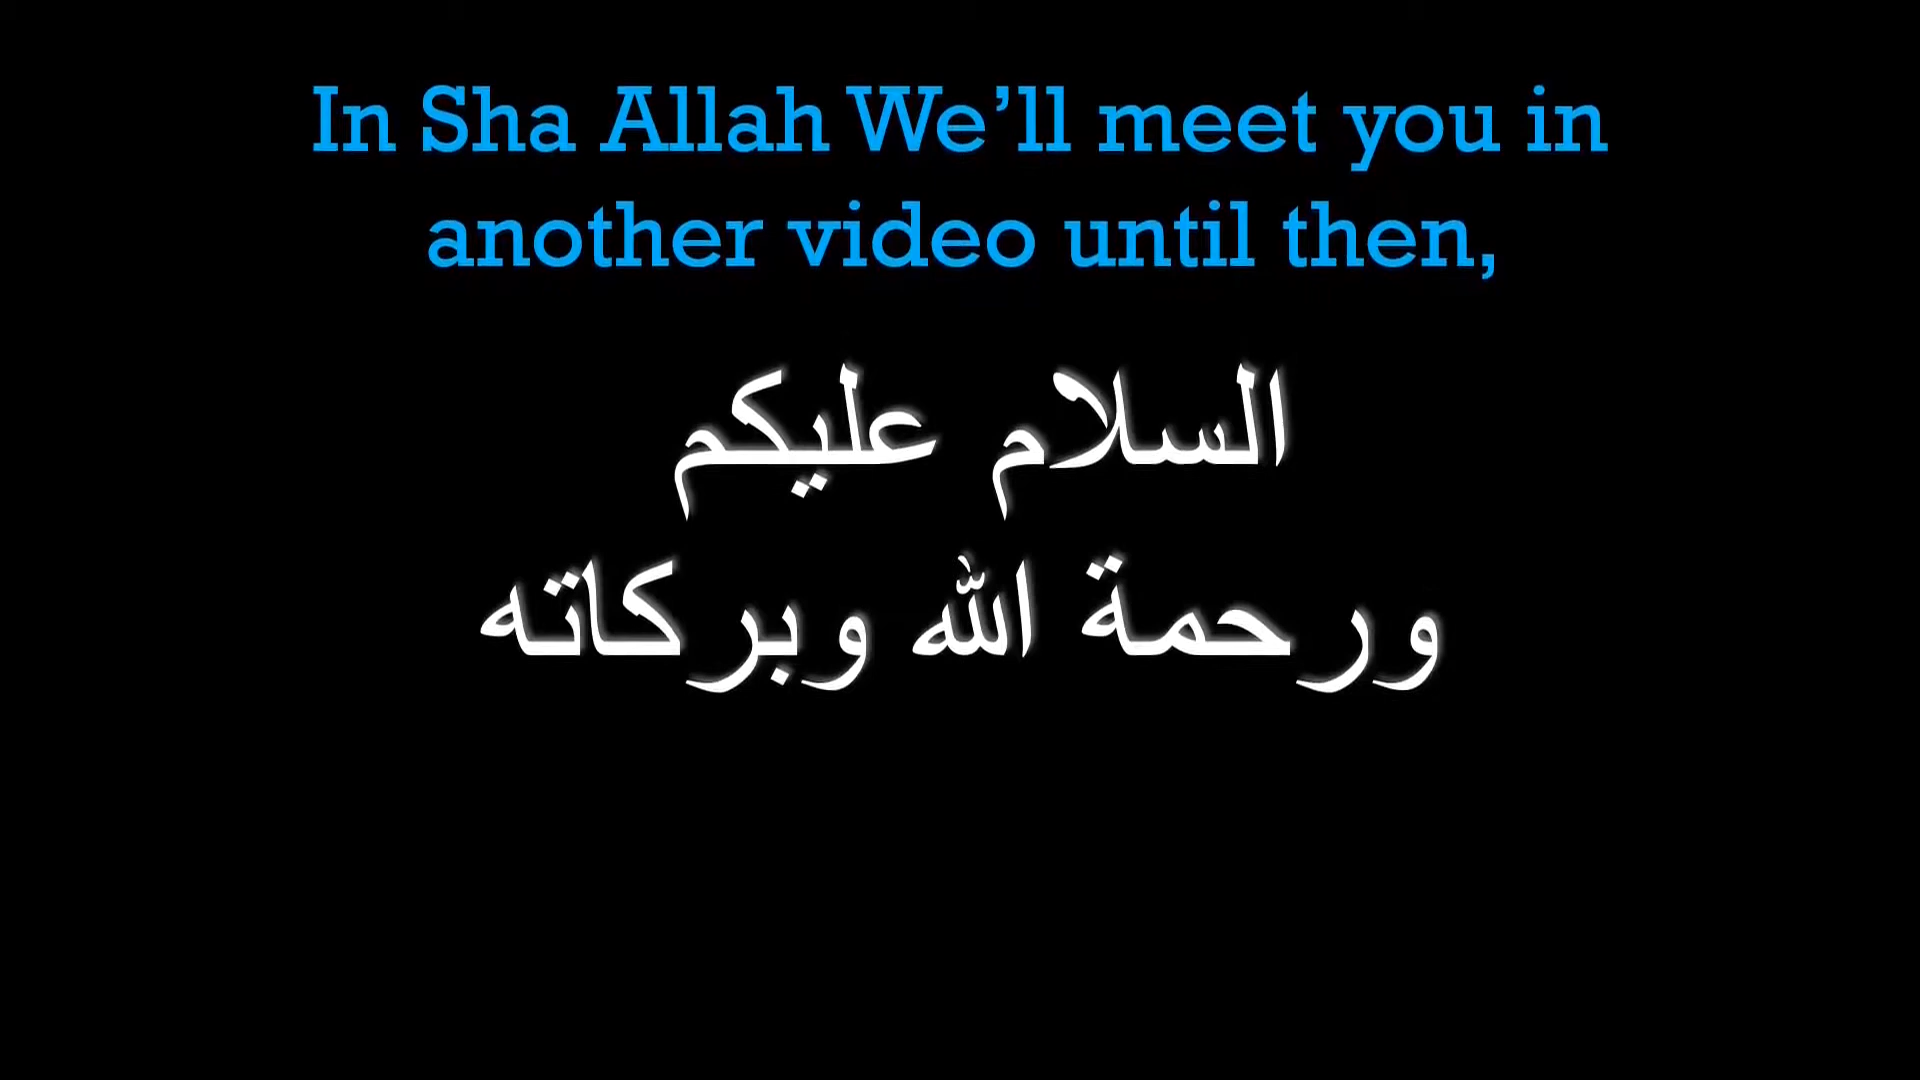 In Sha Allah We’ll meet you in
another video until then,
السلام عليكم
ورحمة الله وبركاته